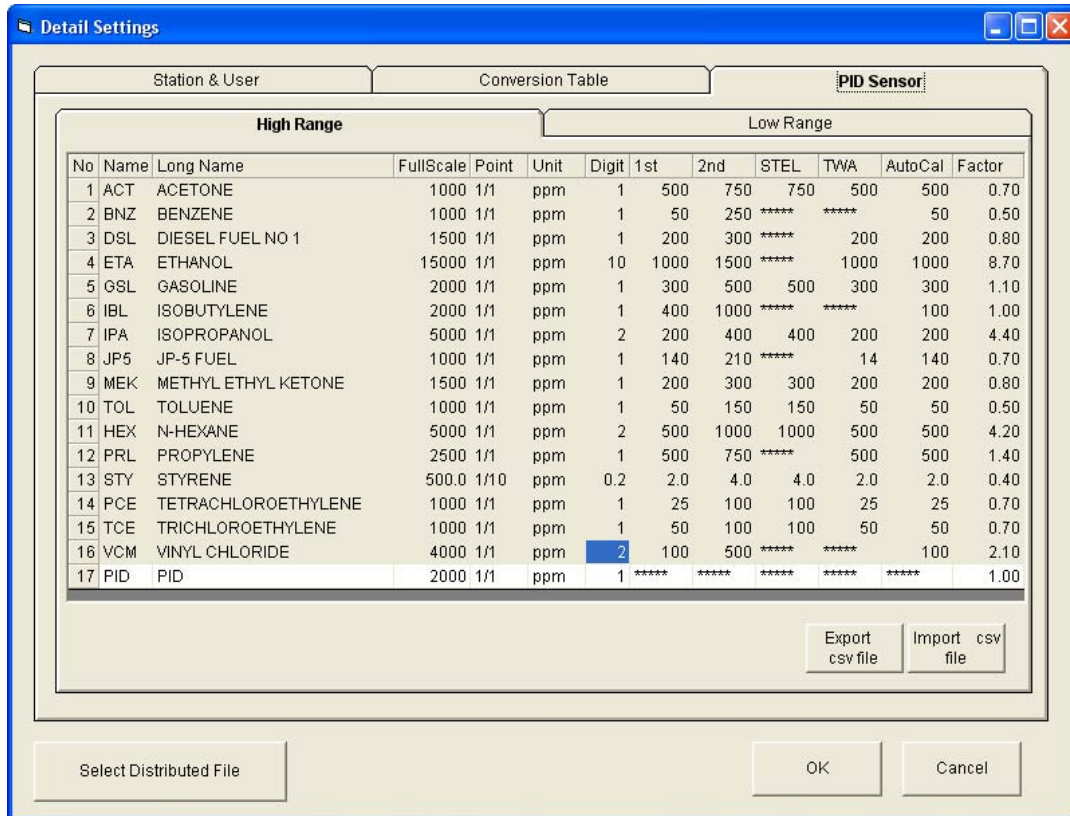 Detail Settings
Station & User Conversion Table PID Sensor
High Range Low Range
No Name Long Name FullScale Point Unit Digit 1st 2nd STEL TWA AutoCal Factor
1 ACT ACETONE 1000 1/1 ppm 1 500 750 750 500 500 0.70
2 BNZ BENZENE 1000 1/1 ppm 1 50 250 ***** ***** 50 0.50
3 DSL DIESEL FUEL NO 1 1500 1/1 ppm 1 200 300 ***** 200 200 0.80
4 ETA ETHANOL 15000 1/1 ppm 10 1000 1500 ***** 1000 1000 8.70
5 GSL GASOLINE 2000 1/1 ppm 1 300 500 500 300 300 1.10
6 IBL ISOBUTYLENE 2000 1/1 ppm 1 400 1000 ***** ***** 100 1.00
7 IPA ISOPROPANOL 5000 1/1 ppm 2 200 400 400 200 200 4.40
8 JP5 JP-5 FUEL 1000 1/1 ppm 1 140 210 ***** 14 140 0.70
9 MEK METHYL ETHYL KETONE 1500 1/1 ppm 1 200 300 300 200 200 0.80
10 TOL TOLUENE 1000 1/1 ppm 1 50 150 150 50 50 0.50
11 HEX N-HEXANE 5000 1/1 ppm 2 500 1000 1000 500 500 4.20
12 PRL PROPYLENE 2500 1/1 ppm 1 500 750 ***** 500 500 1.40
13 STY STYRENE 500.0 1/10 ppm 0.2 2.0 4.0 4.0 2.0 2.0 0.40
14 PCE TETRACHLOROETHYLENE 1000 1/1 ppm 1 25 100 100 25 25 0.70
15 TCE TRICHLOROETHYLENE 1000 1/1 ppm 1 50 100 100 50 50 0.70
16 VCM VINYL CHLORIDE 4000 1/1 ppm 2 100 500 ***** ***** 100 2.10
17 PID PID 2000 1/1 ppm 1 ***** ***** ***** ***** ***** 1.00
Export Import csv
csv file file
Select Distributed File OK Cancel